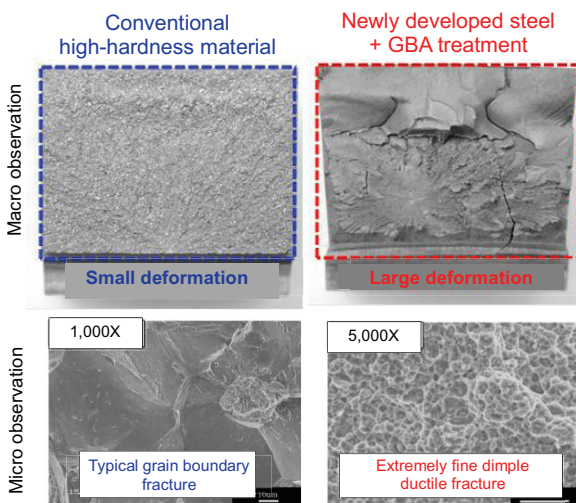 Conventional
high-hardness material
Newly developed steel
+ GBA treatment
Macro observation
Small deformation
Large deformation
Micro observation
1,000X
5,000X
Typical grain boundary
fracture
Extremely fine dimple
ductile fracture